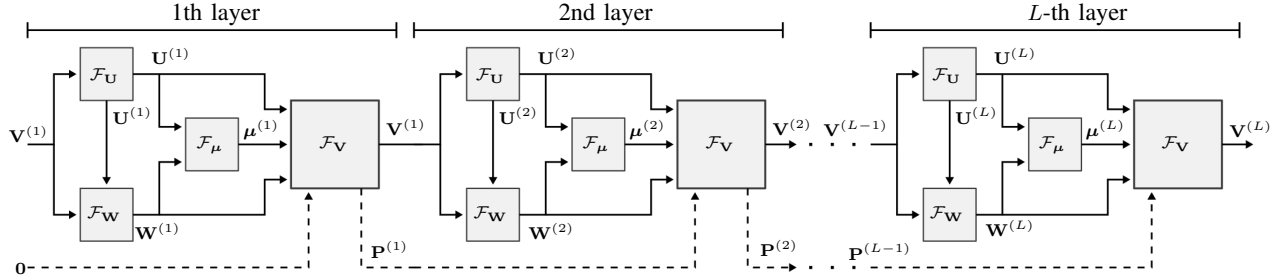 1th layer 2nd layer L-th layer
𝐔⁽¹⁾ 𝐔⁽²⁾ 𝐔⁽ᴸ⁾
ℱ_𝐔 ℱ_𝐔 ℱ_𝐔
𝐔⁽¹⁾ 𝐔⁽²⁾ 𝐔⁽ᴸ⁾
𝐕⁽¹⁾ 𝛍⁽¹⁾ 𝐕⁽¹⁾ 𝛍⁽²⁾ 𝐕⁽²⁾ 𝐕⁽ᴸ⁻¹⁾ 𝛍⁽ᴸ⁾ 𝐕⁽ᴸ⁾
ℱ_𝛍 ℱ_𝐕 ℱ_𝛍 ℱ_𝐕 · · · ℱ_𝛍 ℱ_𝐕
ℱ_𝐖 ℱ_𝐖 ℱ_𝐖
𝐖⁽¹⁾ 𝐖⁽²⁾ 𝐖⁽ᴸ⁾
𝐏⁽¹⁾ 𝐏⁽²⁾ 𝐏⁽ᴸ⁻¹⁾
𝟎 · · ·